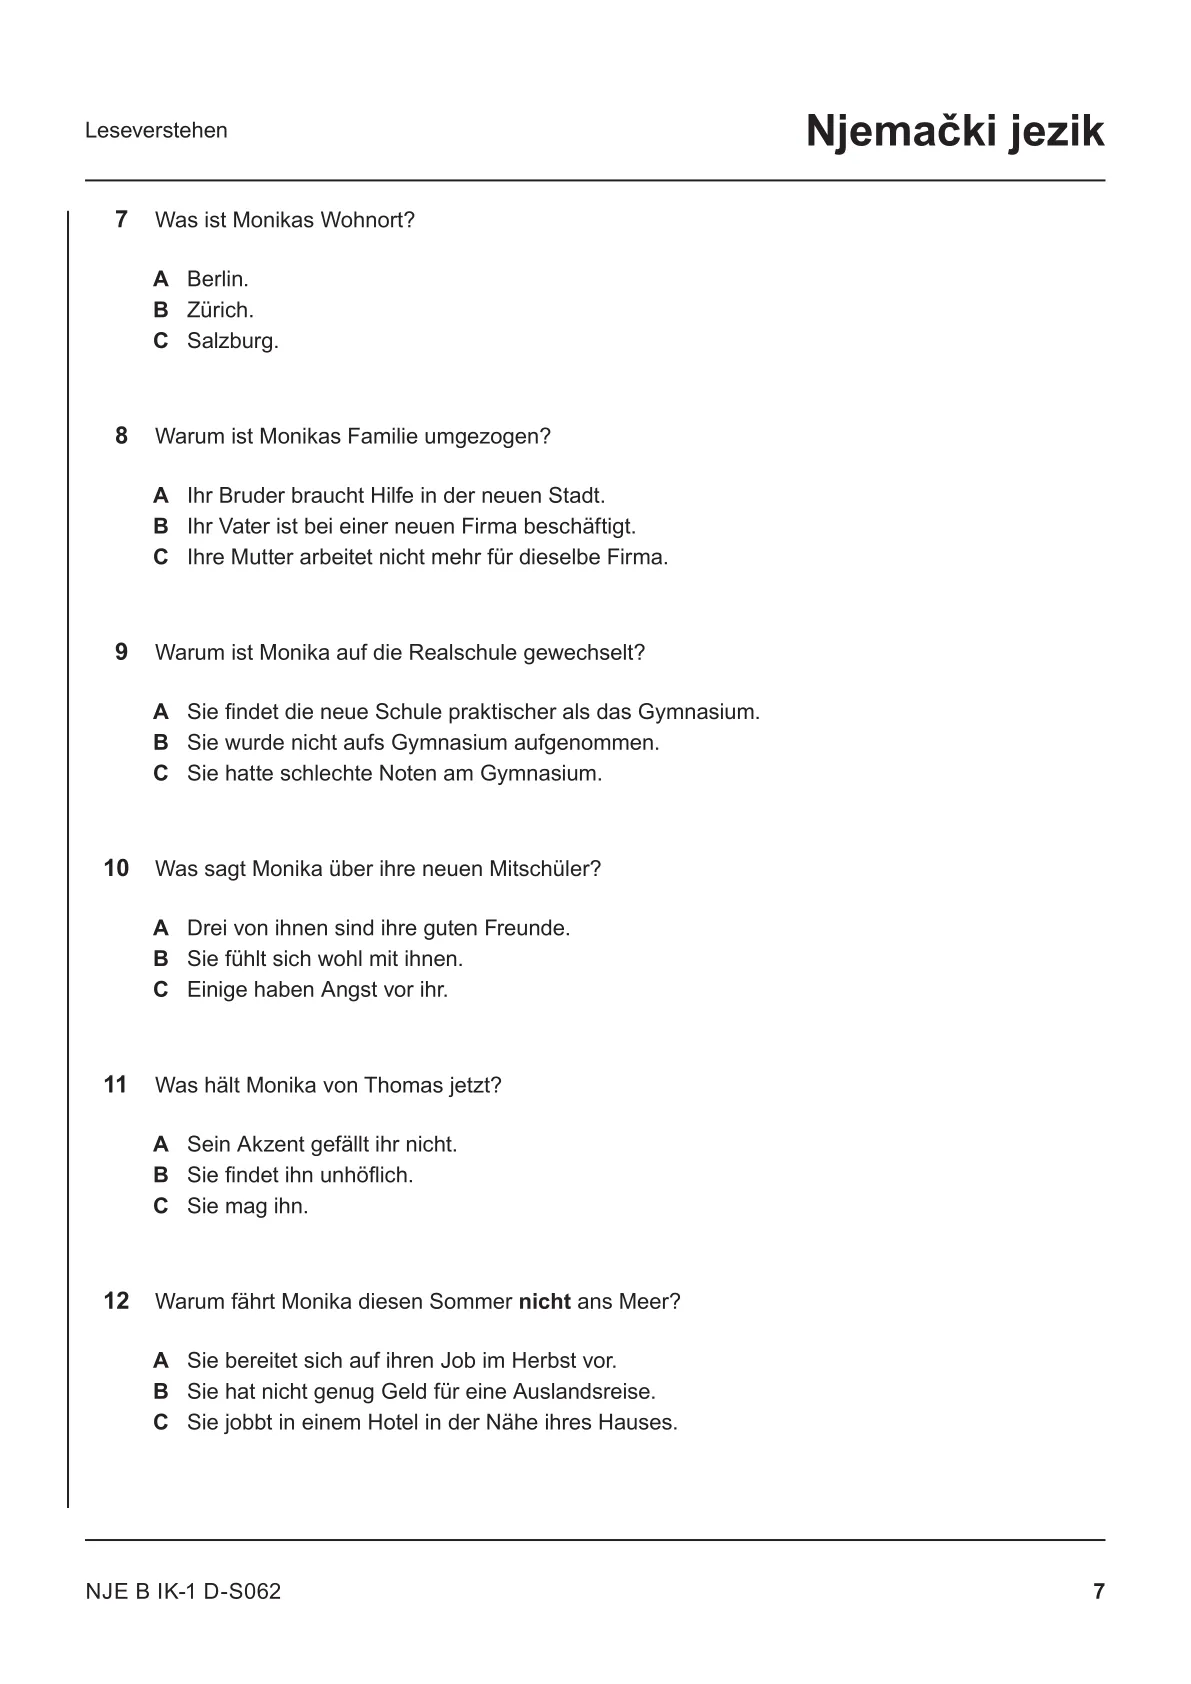 Leseverstehen
Njemački jezik
7 Was ist Monikas Wohnort?
A Berlin.
B Zürich.
C Salzburg.
8 Warum ist Monikas Familie umgezogen?
A Ihr Bruder braucht Hilfe in der neuen Stadt.
B Ihr Vater ist bei einer neuen Firma beschäftigt.
C Ihre Mutter arbeitet nicht mehr für dieselbe Firma.
9 Warum ist Monika auf die Realschule gewechselt?
A Sie findet die neue Schule praktischer als das Gymnasium.
B Sie wurde nicht aufs Gymnasium aufgenommen.
C Sie hatte schlechte Noten am Gymnasium.
10 Was sagt Monika über ihre neuen Mitschüler?
A Drei von ihnen sind ihre guten Freunde.
B Sie fühlt sich wohl mit ihnen.
C Einige haben Angst vor ihr.
11 Was hält Monika von Thomas jetzt?
A Sein Akzent gefällt ihr nicht.
B Sie findet ihn unhöflich.
C Sie mag ihn.
12 Warum fährt Monika diesen Sommer nicht ans Meer?
A Sie bereitet sich auf ihren Job im Herbst vor.
B Sie hat nicht genug Geld für eine Auslandsreise.
C Sie jobbt in einem Hotel in der Nähe ihres Hauses.
NJE B IK-1 D-S062
7